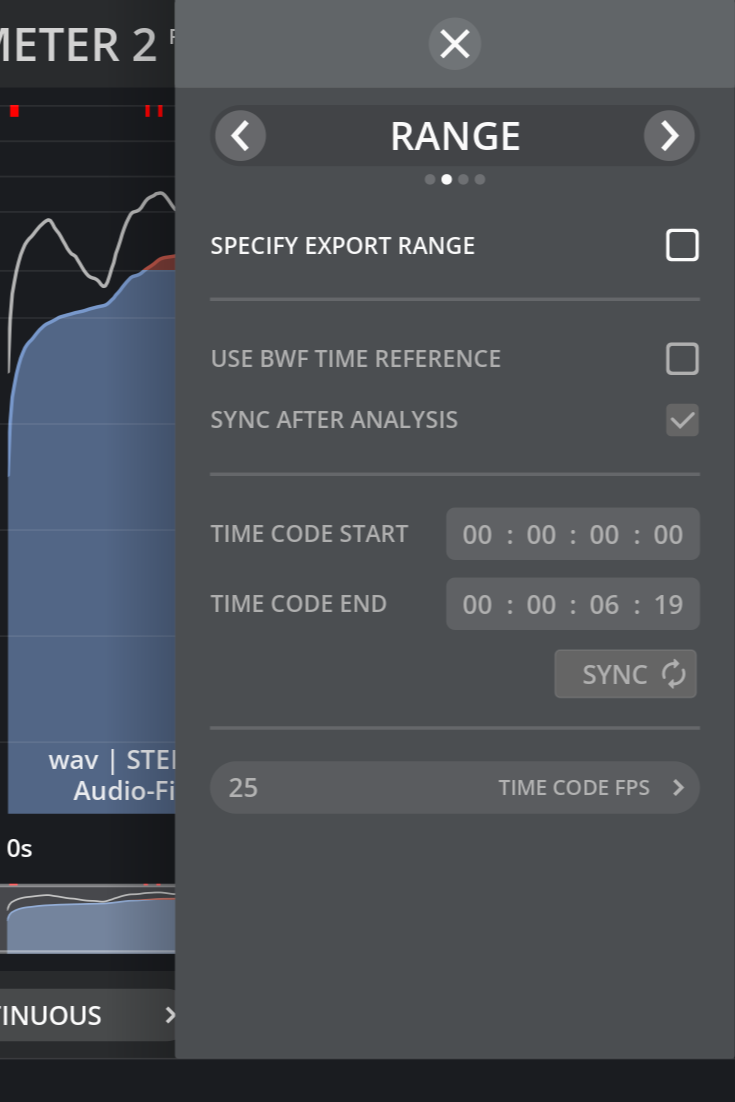 METER 2
RANGE
SPECIFY EXPORT RANGE
USE BWF TIME REFERENCE
SYNC AFTER ANALYSIS
TIME CODE START 00 : 00 : 00 : 00
TIME CODE END 00 : 00 : 06 : 19
SYNC
25 TIME CODE FPS
wav | STE
Audio-Fi
0s
TINUOUS